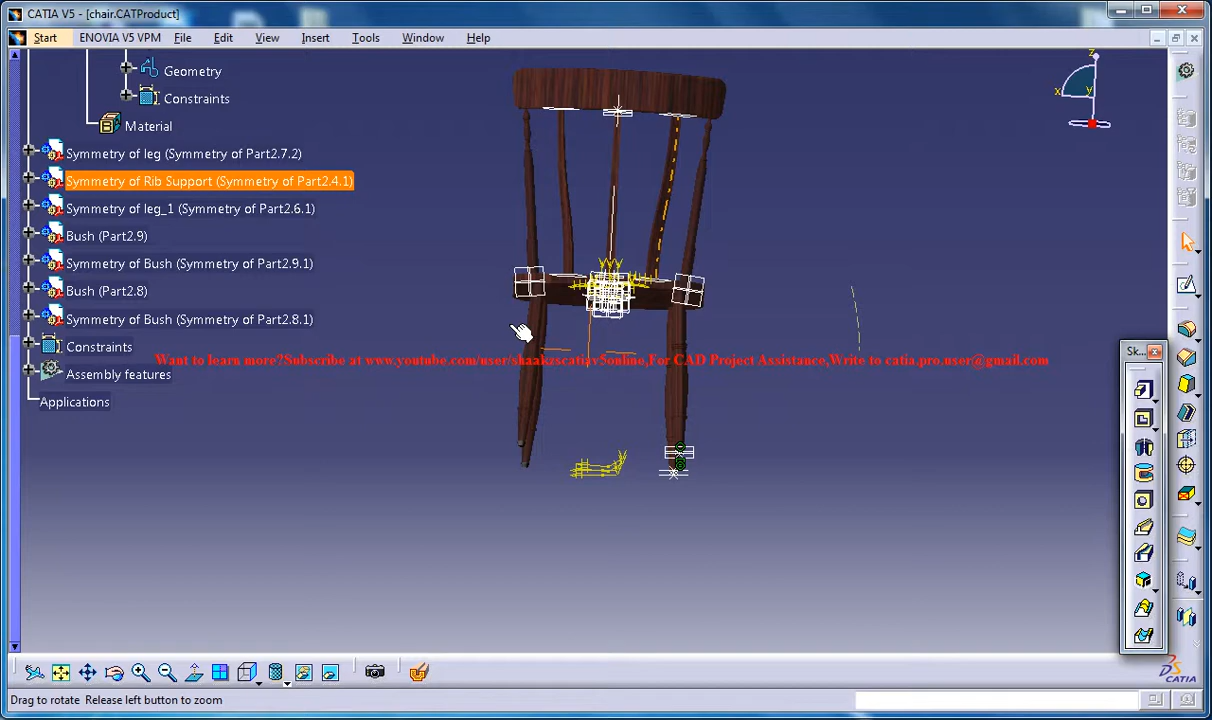 CATIA V5 - [chair.CATProduct]
Start ENOVIA V5 VPM File Edit View Insert Tools Window Help
Geometry
Constraints
Material
Symmetry of leg (Symmetry of Part2.7.2)
Symmetry of Rib Support (Symmetry of Part2.4.1)
Symmetry of leg_1 (Symmetry of Part2.6.1)
Bush (Part2.9)
Symmetry of Bush (Symmetry of Part2.9.1)
Bush (Part2.8)
Symmetry of Bush (Symmetry of Part2.8.1)
Constraints
Assembly features
Applications
Want to learn more?Subscribe at www.youtube.com/user/shaakzscatiav5online,For CAD Project Assistance,Write to catia.pro.user@gmail.com
z
x
y
Sk...
CATIA
Drag to rotate Release left button to zoom